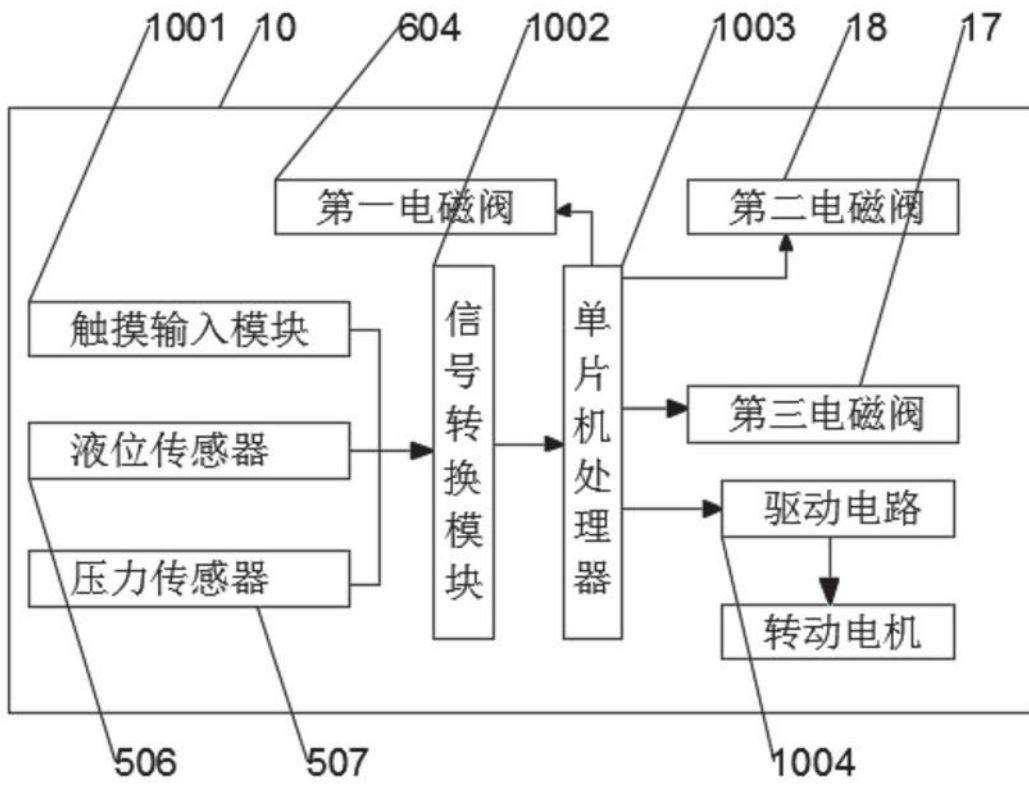 1001 10 604 1002 1003 18 17
第一电磁阀
第二电磁阀
触摸输入模块
信号转换模块
单片机处理器
第三电磁阀
液位传感器
驱动电路
压力传感器
转动电机
506 507 1004